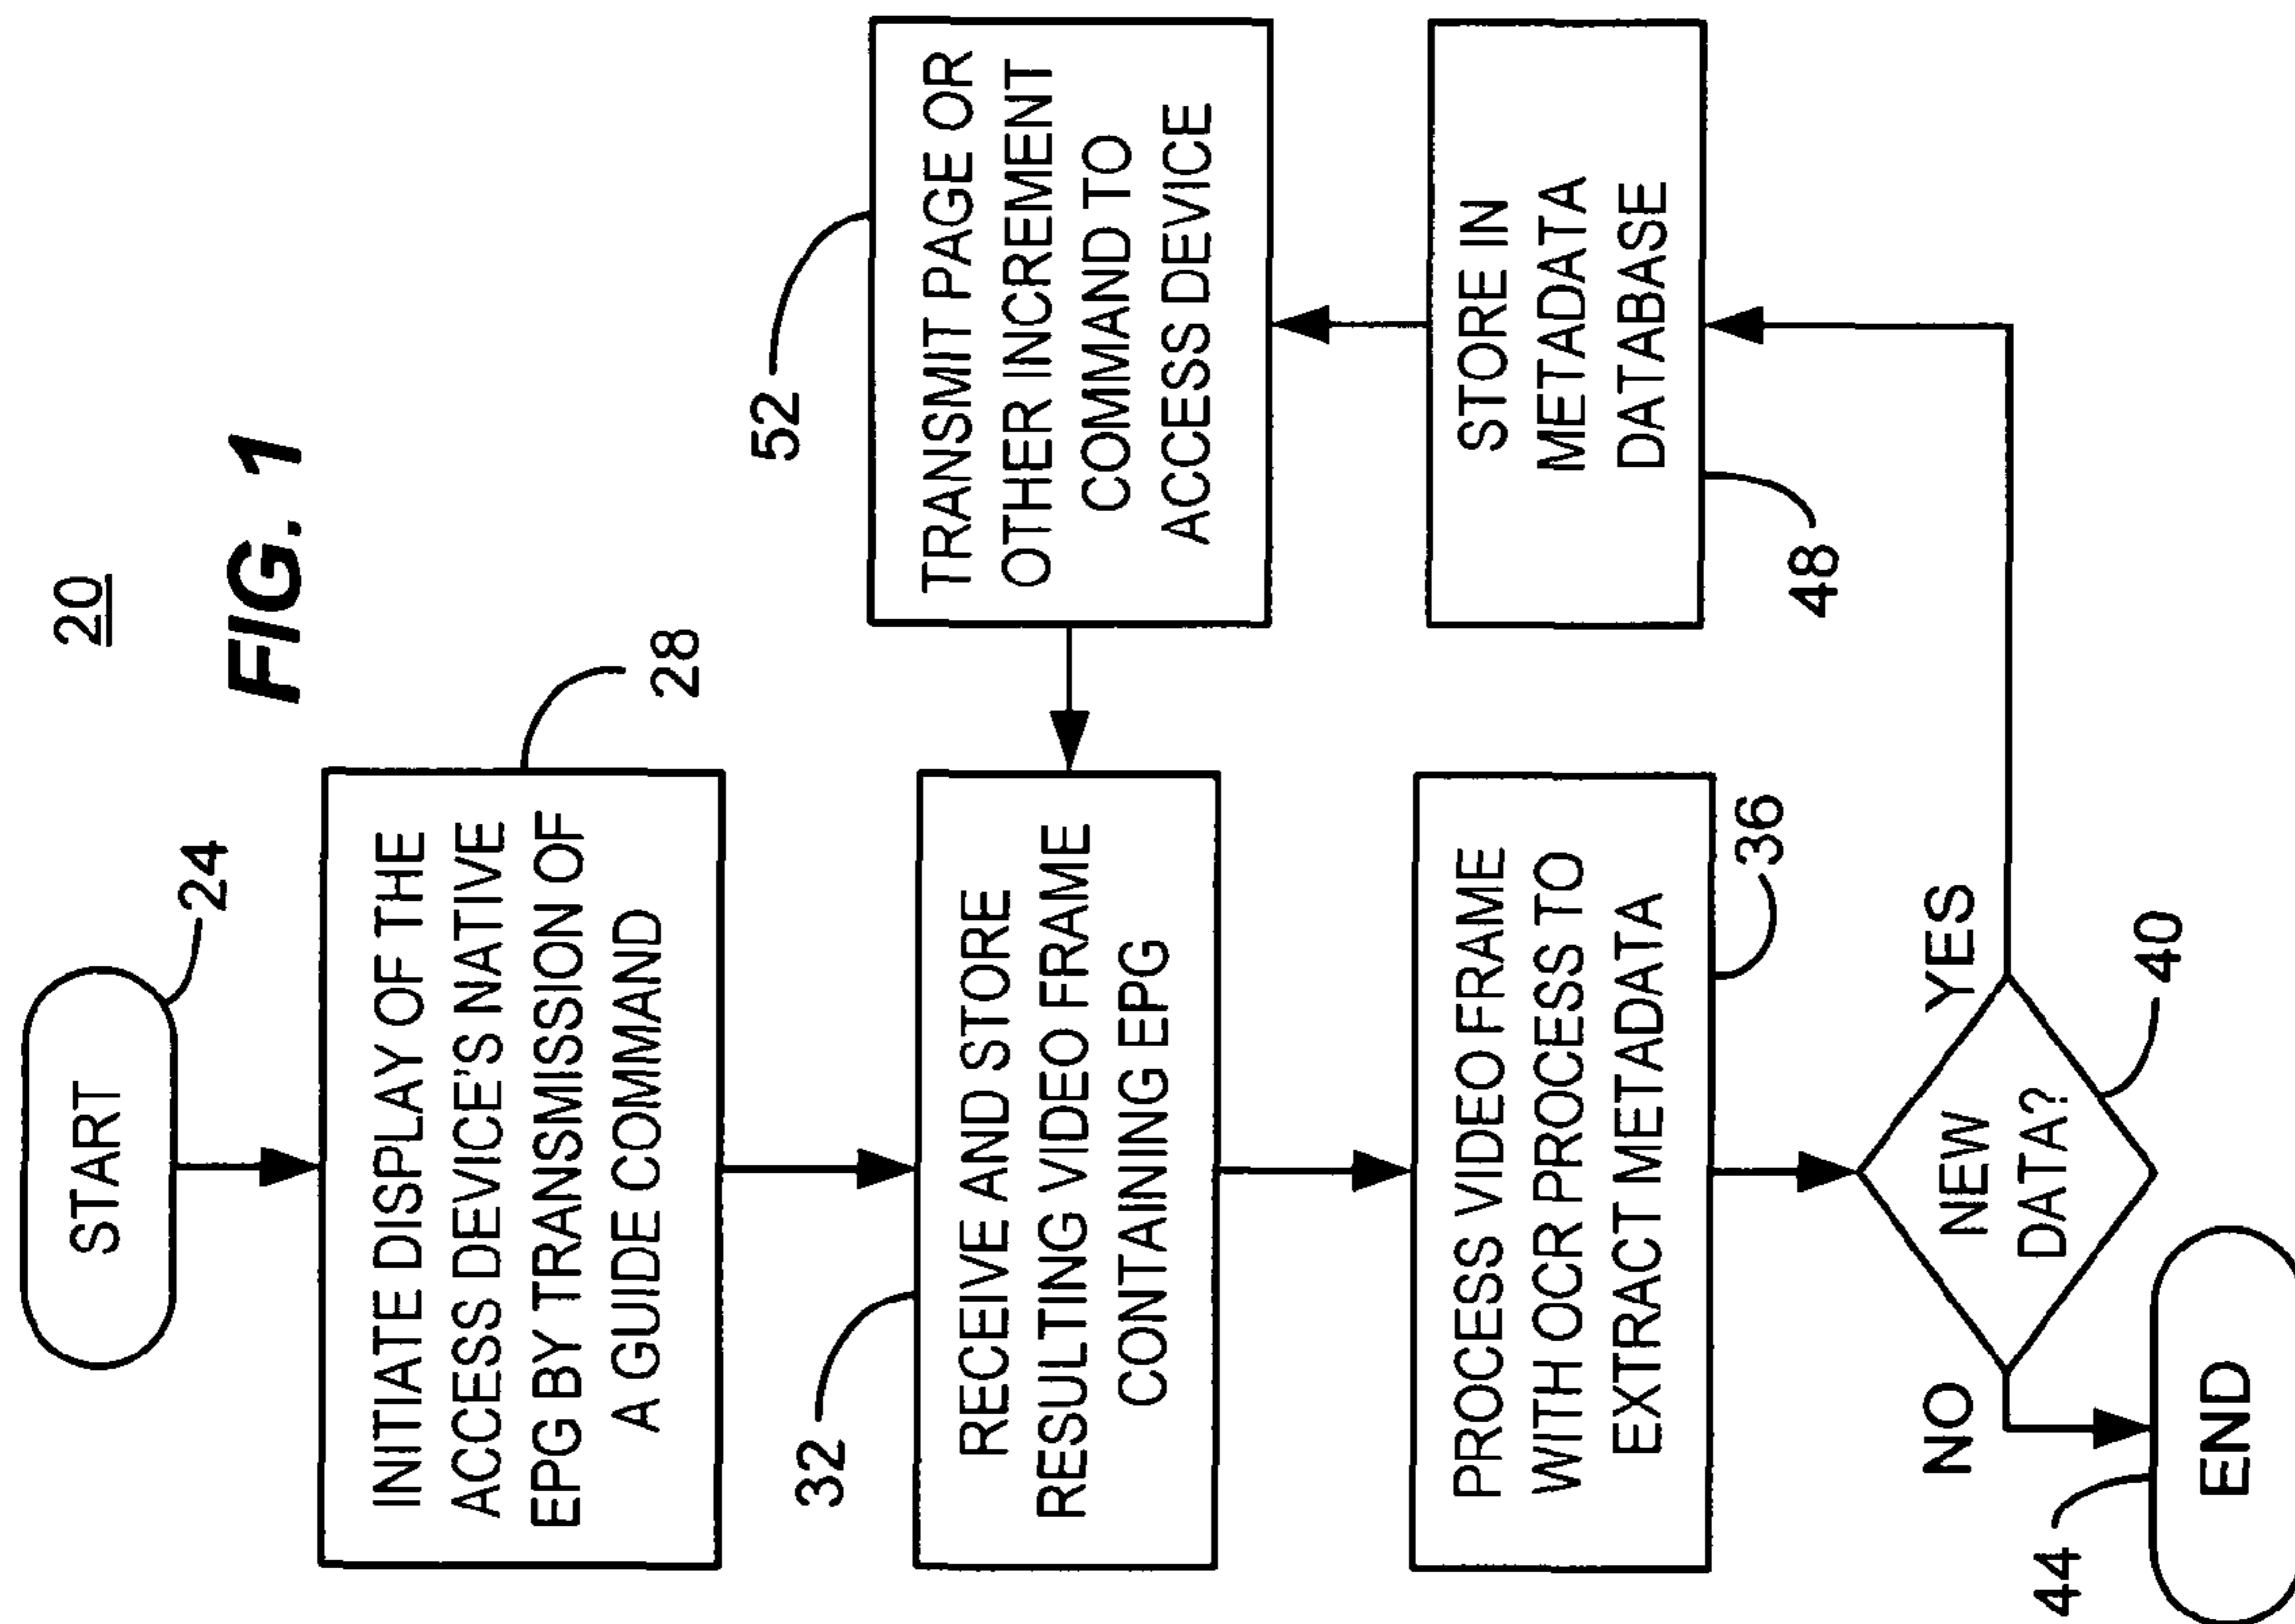 20
FIG. 1
START
24
INITIATE DISPLAY OF THE
ACCESS DEVICE'S NATIVE
EPG BY TRANSMISSION OF
A GUIDE COMMAND
28
RECEIVE AND STORE
RESULTING VIDEO FRAME
CONTAINING EPG
32
PROCESS VIDEO FRAME
WITH OCR PROCESS TO
EXTRACT METADATA
36
NEW
DATA?
40
YES
NO
END
44
STORE IN
METADATA
DATABASE
48
TRANSMIT PAGE OR
OTHER INCREMENT
COMMAND TO
ACCESS DEVICE
52